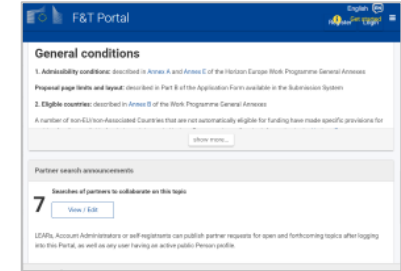 English EN
F&T Portal
Register Login
General conditions
1. Admissibility conditions: described in Annex A and Annex E of the Horizon Europe Work Programme General Annexes
Proposal page limits and layout: described in Part B of the Application Form available in the Submission System
2. Eligible countries: described in Annex B of the Work Programme General Annexes
A number of non-EU/non-Associated Countries that are not automatically eligible for funding have made specific provisions for
show more...
Partner search announcements
Searches of partners to collaborate on this topic
7
View / Edit
LEARs, Account Administrators or self-registrants can publish partner requests for open and forthcoming topics after logging
into this Portal, as well as any user having an active public Person profile.